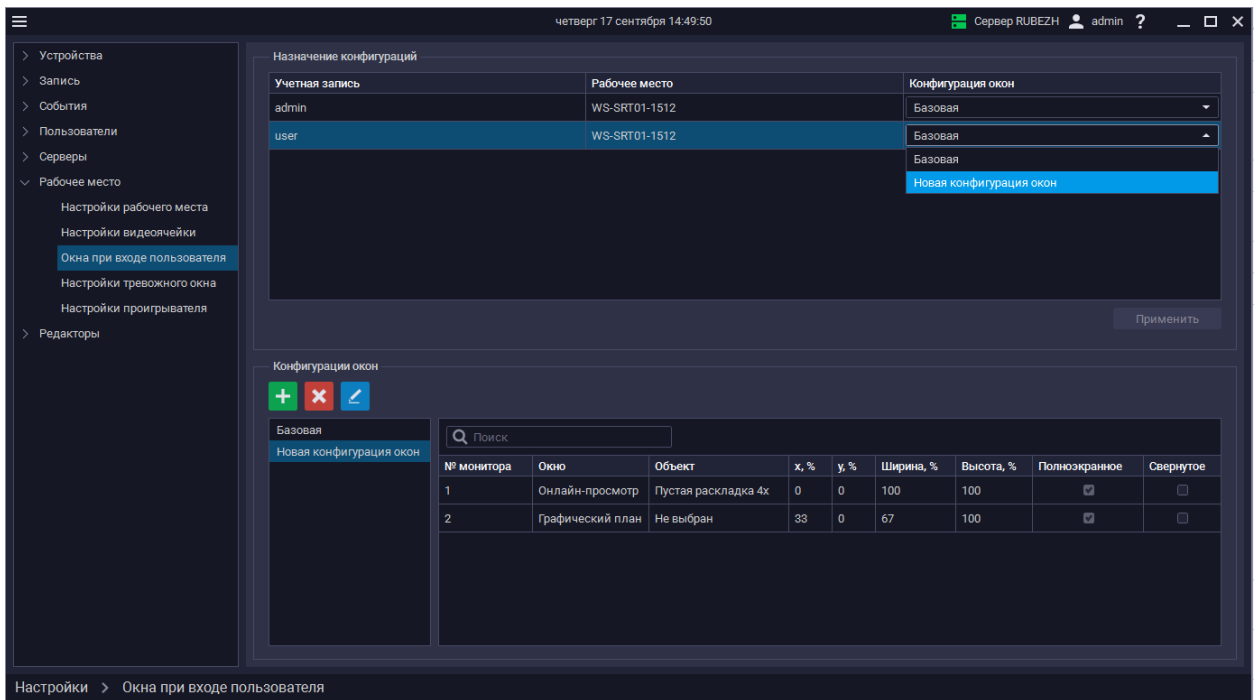 четверг 17 сентября 14:49:50
Сервер RUBEZH admin ?
Устройства
Запись
События
Пользователи
Серверы
Рабочее место
Настройки рабочего места
Настройки видеоячейки
Окна при входе пользователя
Настройки тревожного окна
Настройки проигрывателя
Редакторы
Назначение конфигураций
Учетная запись Рабочее место Конфигурация окон
admin WS-SRT01-1512 Базовая
user WS-SRT01-1512 Базовая
Базовая
Новая конфигурация окон
Применить
Конфигурации окон
Базовая
Новая конфигурация окон
Поиск
№ монитора Окно Объект x, % y, % Ширина, % Высота, % Полноэкранное Свернутое
1 Онлайн-просмотр Пустая раскладка 4x 0 0 100 100
2 Графический план Не выбран 33 0 67 100
Настройки > Окна при входе пользователя